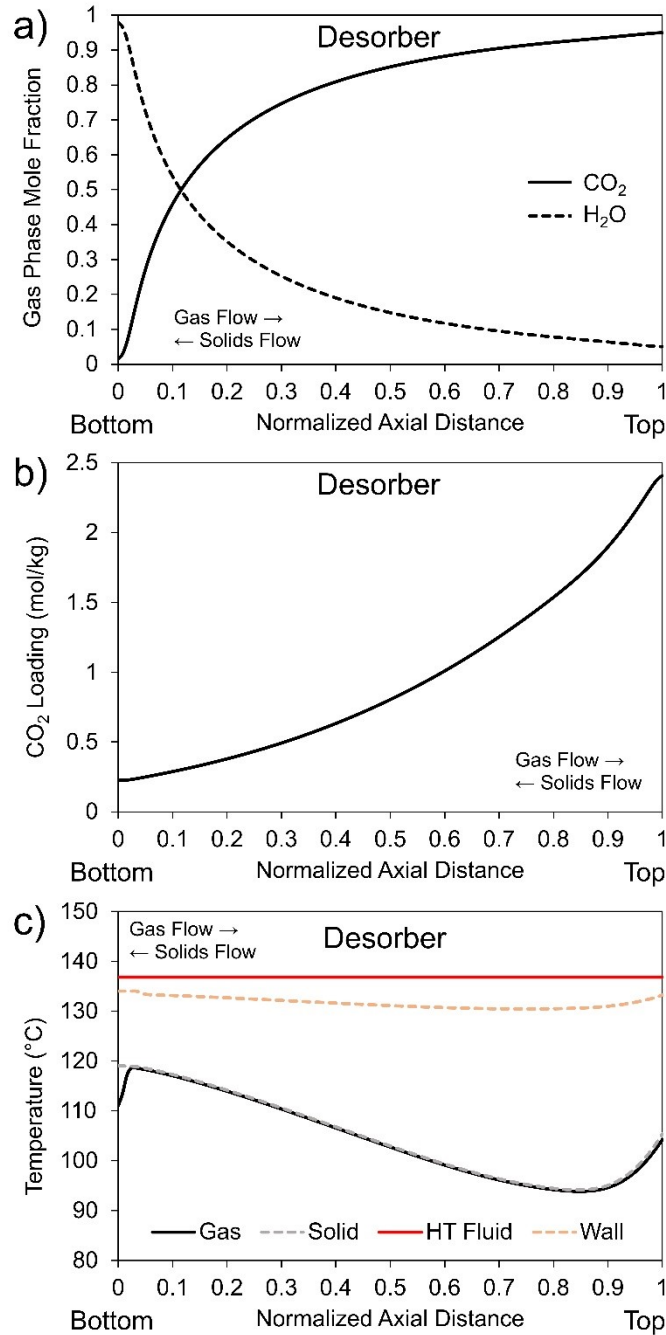 a)
Desorber
Gas Phase Mole Fraction
1
0.9
0.8
0.7
0.6
0.5
0.4
0.3
0.2
0.1
0
CO₂
H₂O
Gas Flow →
← Solids Flow
0 0.1 0.2 0.3 0.4 0.5 0.6 0.7 0.8 0.9 1
Bottom Normalized Axial Distance Top
b)
Desorber
CO₂ Loading (mol/kg)
2.5
2
1.5
1
0.5
0
Gas Flow →
← Solids Flow
0 0.1 0.2 0.3 0.4 0.5 0.6 0.7 0.8 0.9 1
Bottom Normalized Axial Distance Top
c)
Gas Flow →
← Solids Flow
Desorber
Temperature (°C)
150
140
130
120
110
100
90
80
Gas Solid HT Fluid Wall
0 0.1 0.2 0.3 0.4 0.5 0.6 0.7 0.8 0.9 1
Bottom Normalized Axial Distance Top